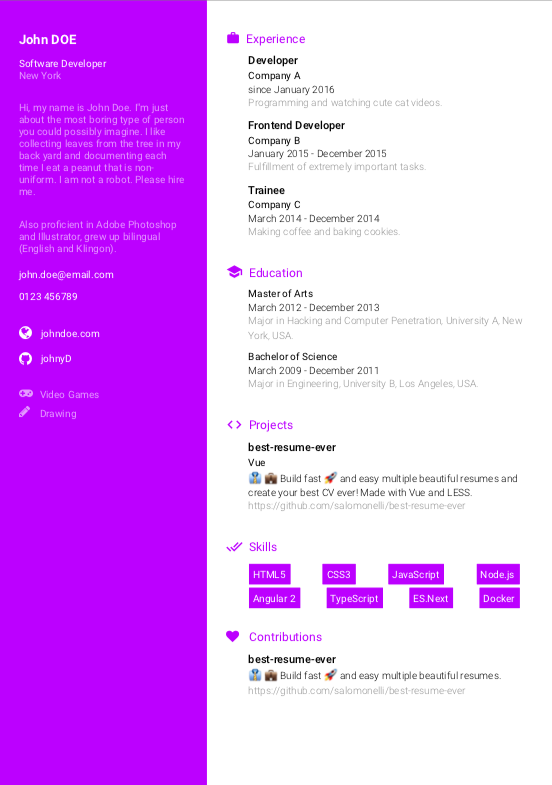 John DOE
Software Developer
New York
Hi, my name is John Doe. I'm just
about the most boring type of person
you could possibly imagine. I like
collecting leaves from the tree in my
back yard and documenting each
time I eat a peanut that is non-
uniform. I am not a robot. Please hire
me.
Also proficient in Adobe Photoshop
and Illustrator, grew up bilingual
(English and Klingon).
john.doe@email.com
0123 456789
johndoe.com
johnyD
Video Games
Drawing
Experience
Developer
Company A
since January 2016
Programming and watching cute cat videos.
Frontend Developer
Company B
January 2015 - December 2015
Fulfillment of extremely important tasks.
Trainee
Company C
March 2014 - December 2014
Making coffee and baking cookies.
Education
Master of Arts
March 2012 - December 2013
Major in Hacking and Computer Penetration, University A, New
York, USA.
Bachelor of Science
March 2009 - December 2011
Major in Engineering, University B, Los Angeles, USA.
Projects
best-resume-ever
Vue
👔 💼 Build fast 🚀 and easy multiple beautiful resumes and
create your best CV ever! Made with Vue and LESS.
https://github.com/salomonelli/best-resume-ever
Skills
HTML5 CSS3 JavaScript Node.js
Angular 2 TypeScript ES.Next Docker
Contributions
best-resume-ever
👔 💼 Build fast 🚀 and easy multiple beautiful resumes.
https://github.com/salomonelli/best-resume-ever